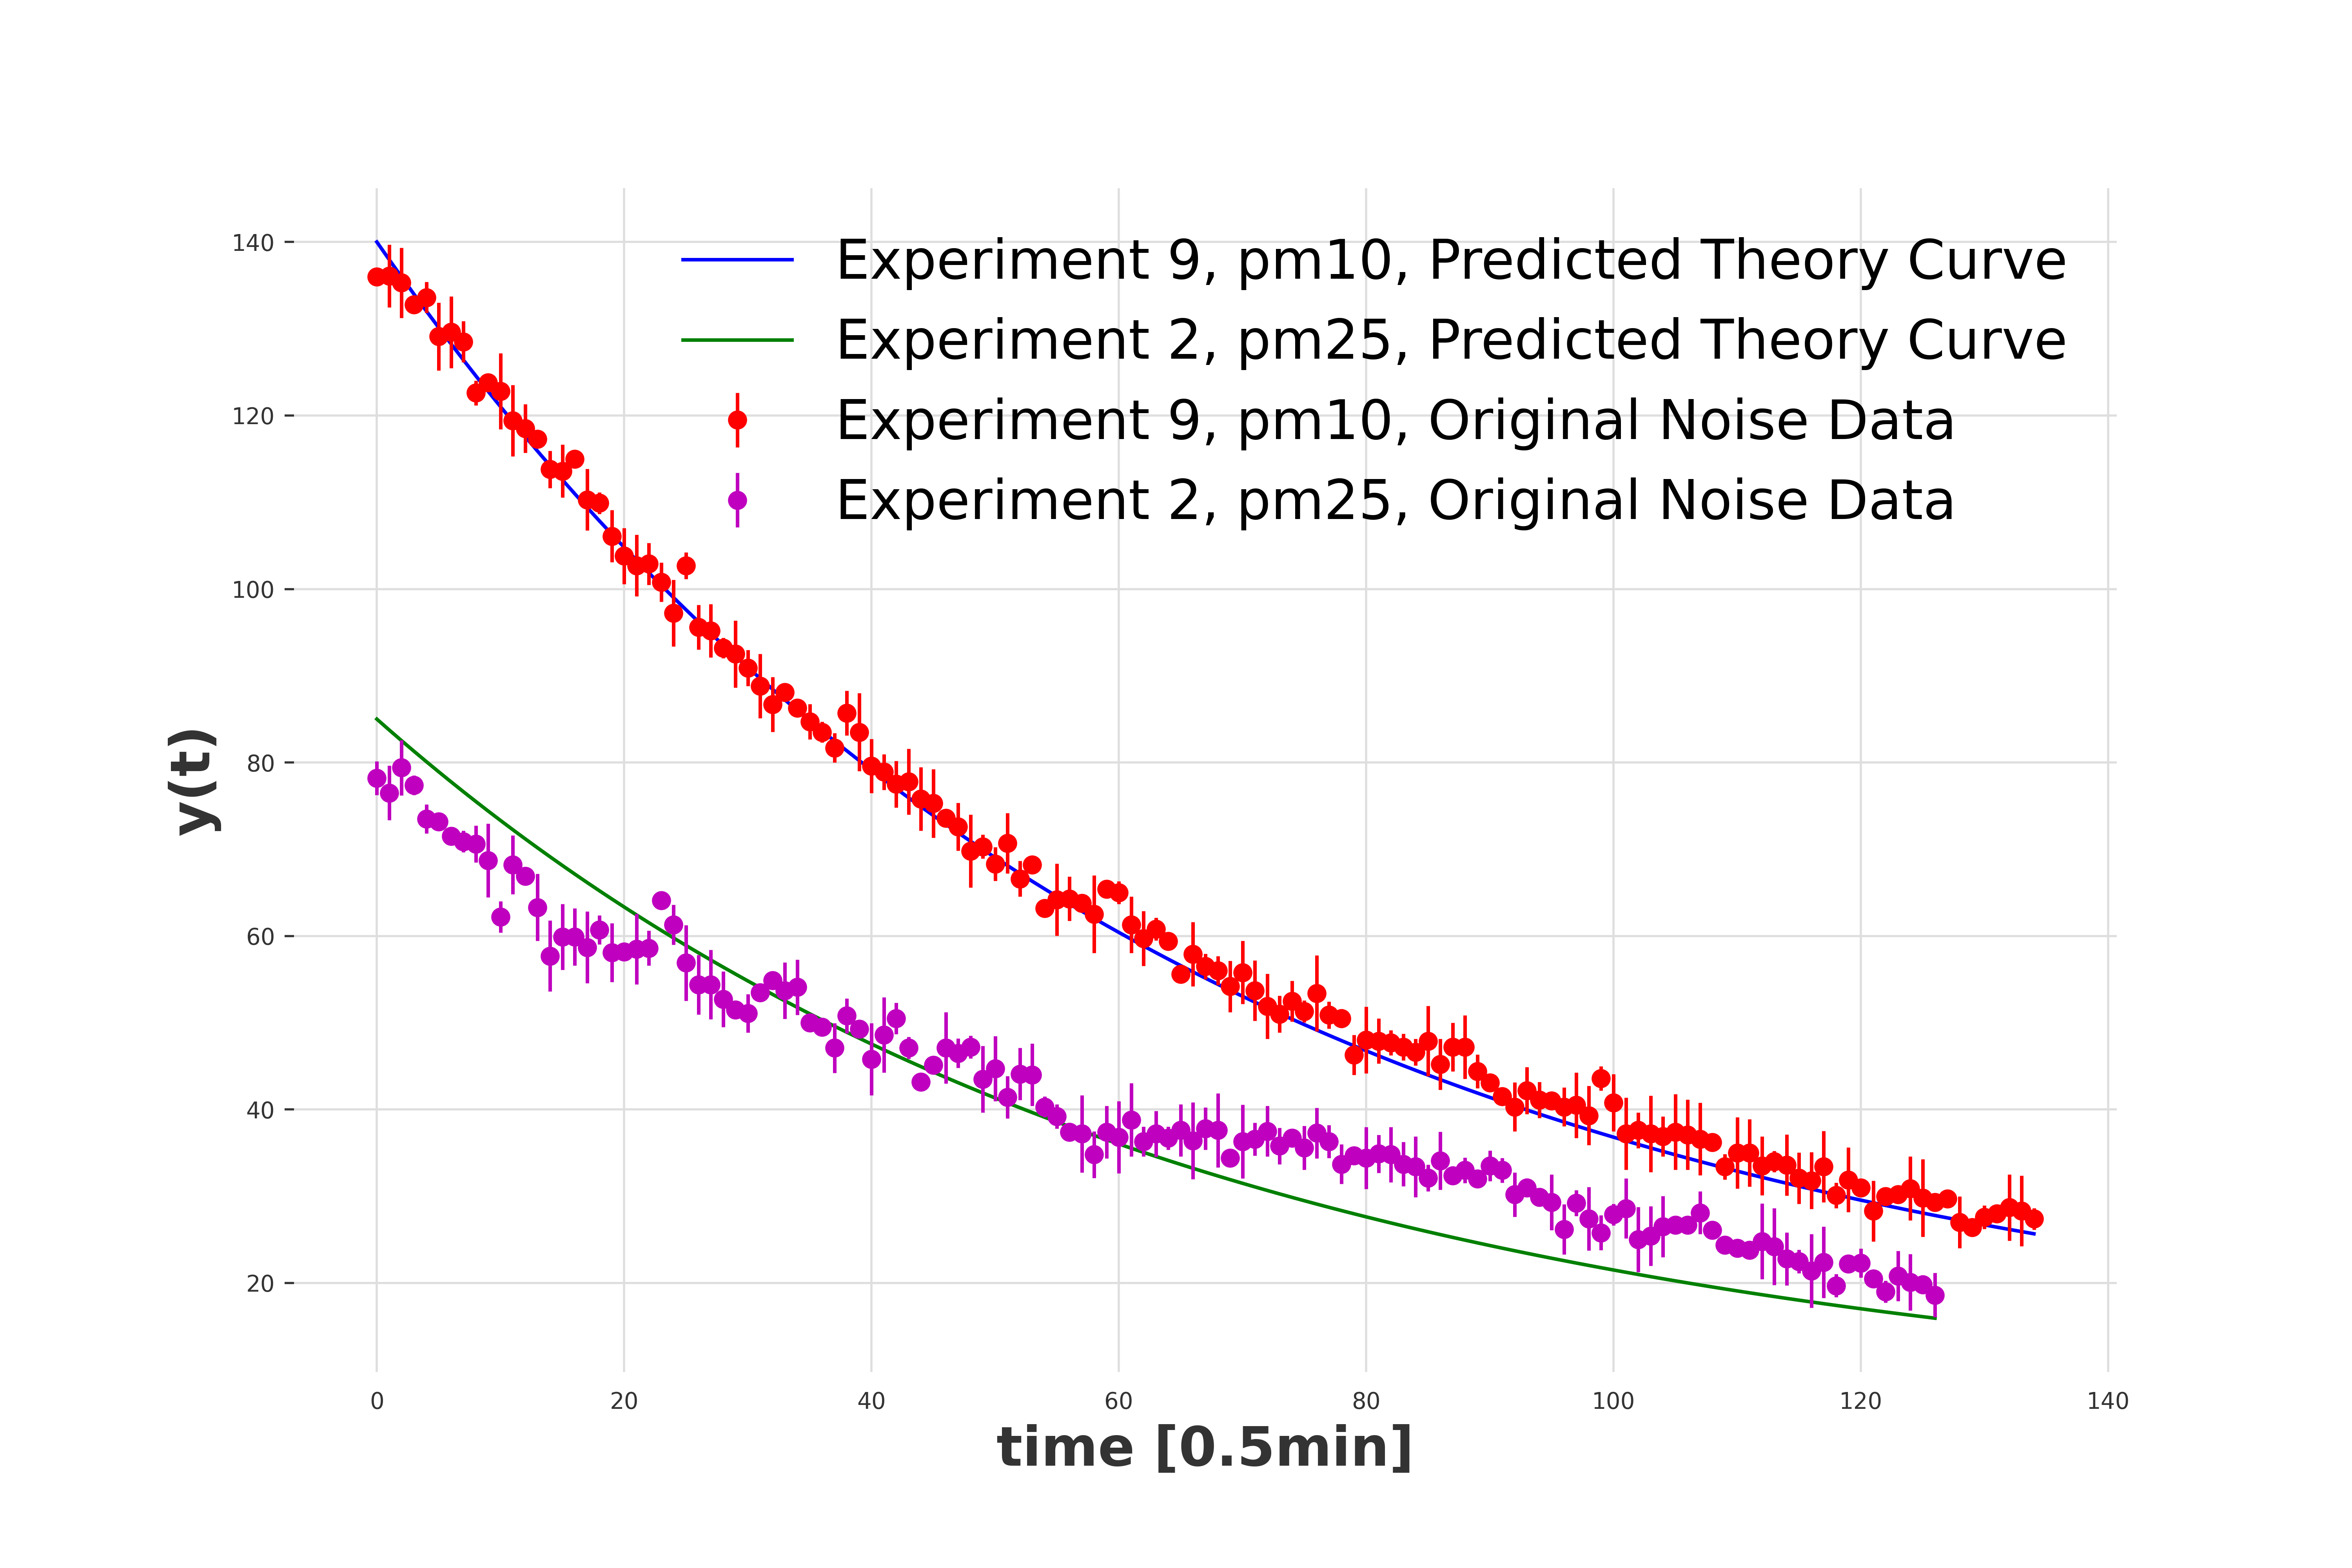 140
120
100
80
60
40
20
y(t)
Experiment 9, pm10, Predicted Theory Curve
Experiment 2, pm25, Predicted Theory Curve
Experiment 9, pm10, Original Noise Data
Experiment 2, pm25, Original Noise Data
0 20 40 60 80 100 120 140
time [0.5min]